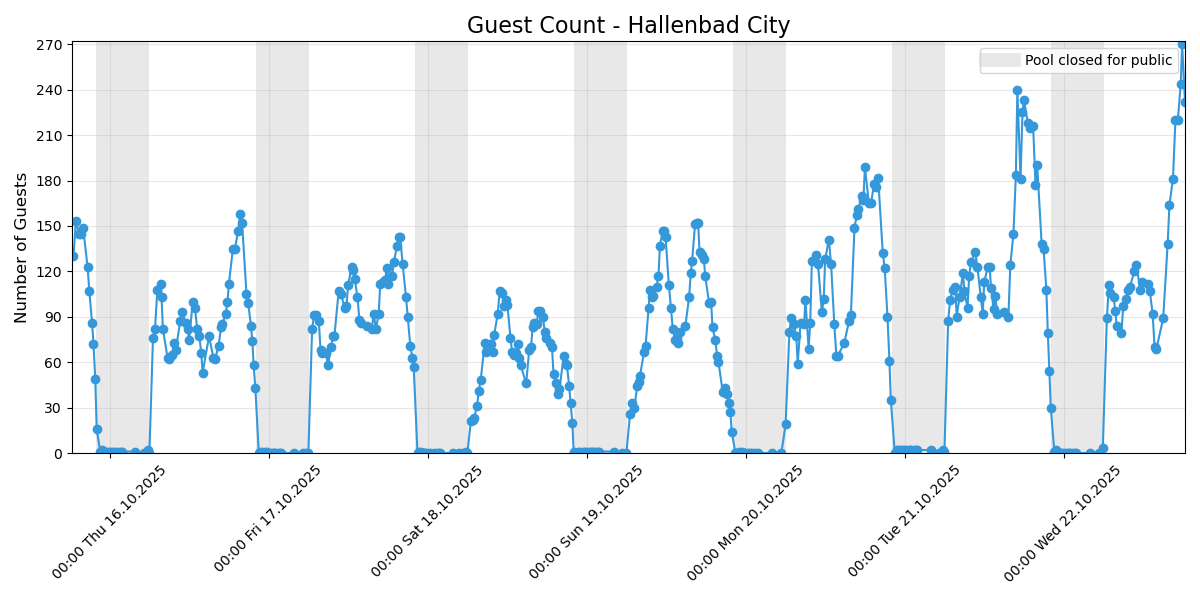 Guest Count - Hallenbad City
Pool closed for public
Number of Guests
270
240
210
180
150
120
90
60
30
0
00:00 Thu 16.10.2025
00:00 Fri 17.10.2025
00:00 Sat 18.10.2025
00:00 Sun 19.10.2025
00:00 Mon 20.10.2025
00:00 Tue 21.10.2025
00:00 Wed 22.10.2025